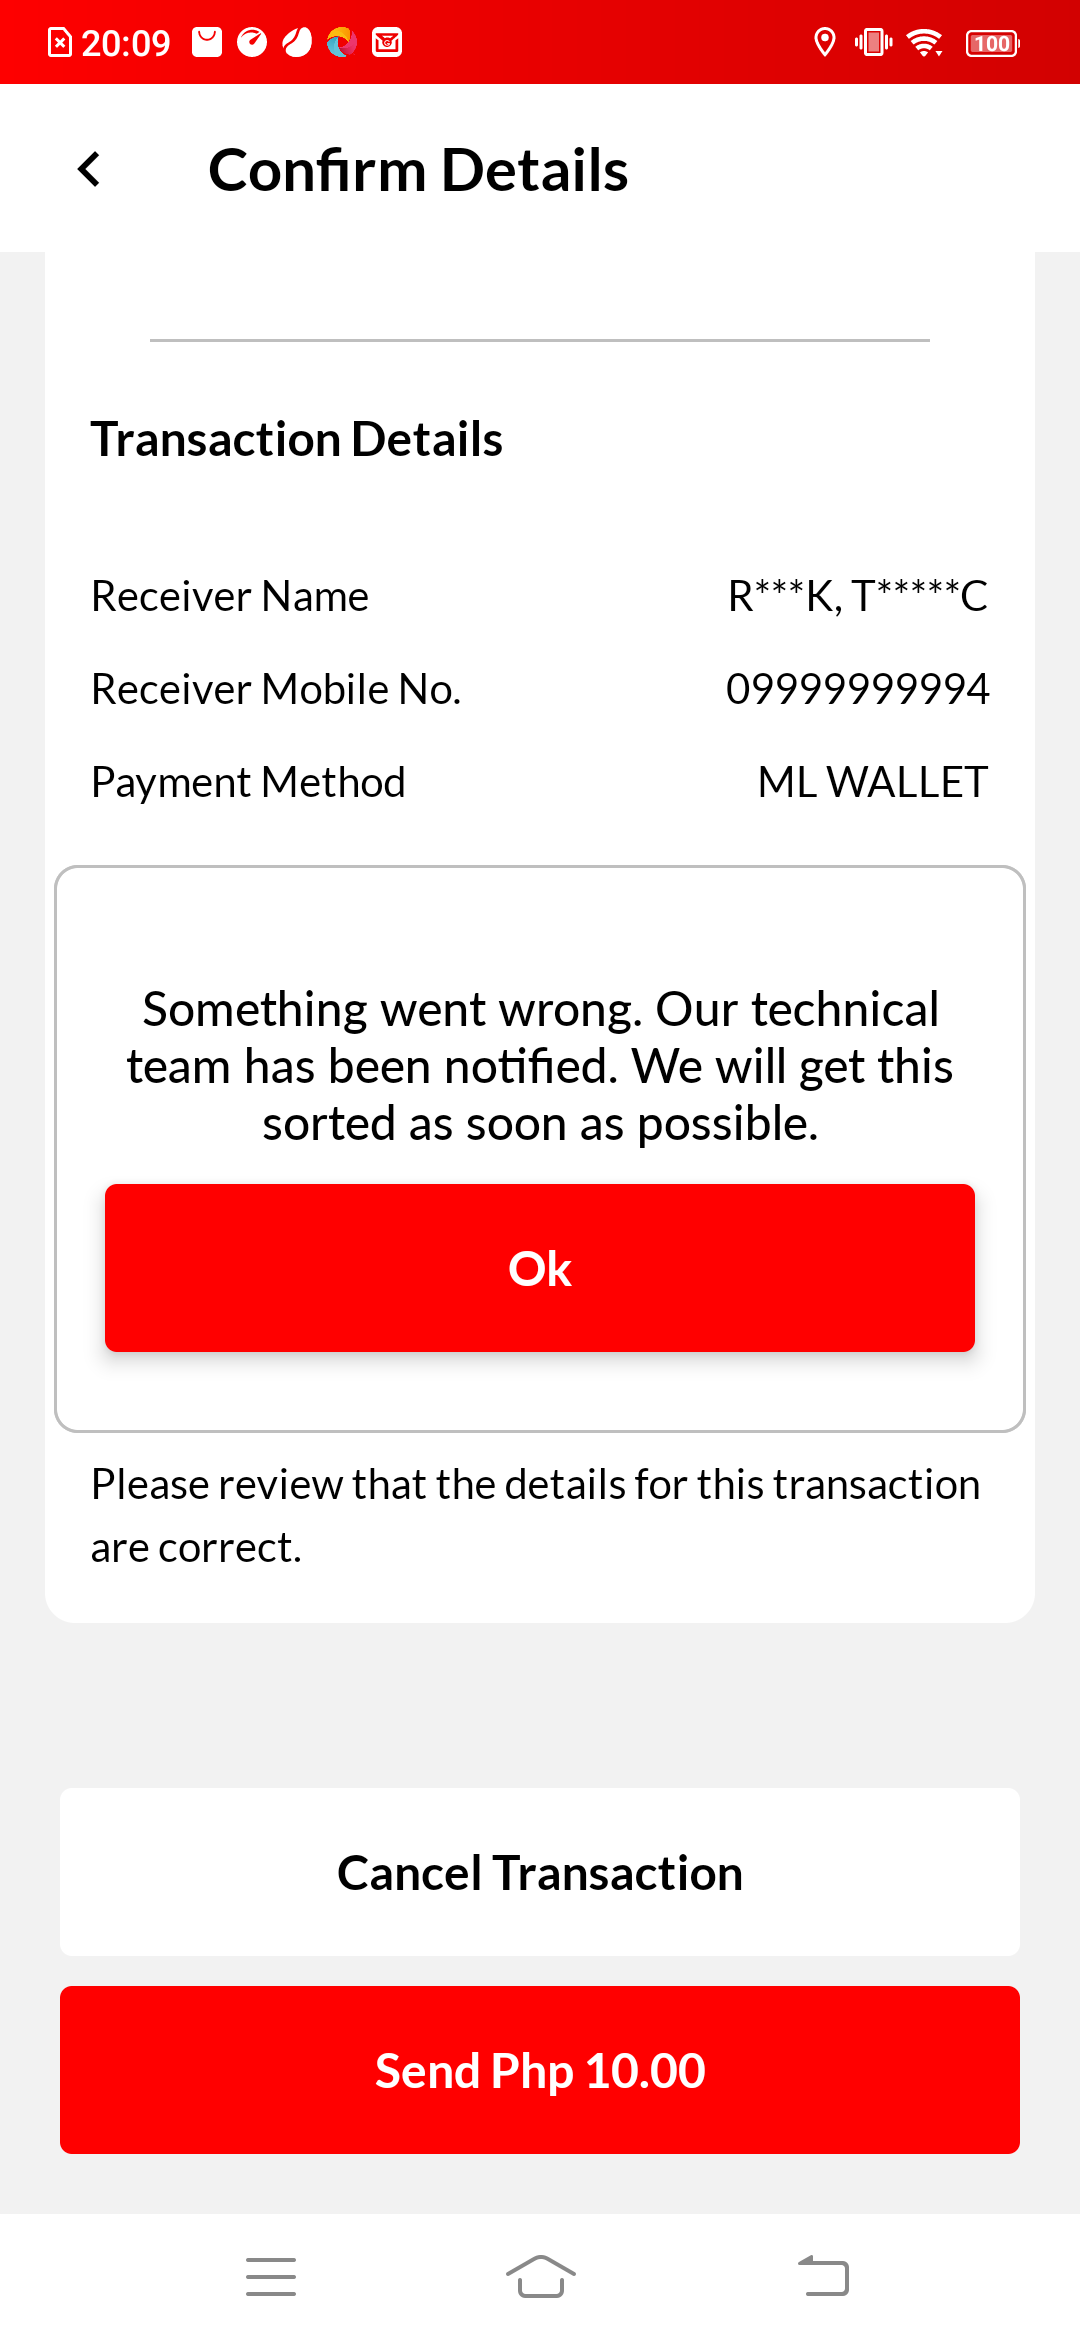 20:09
100
Confirm Details
Transaction Details
Receiver Name R***K, T*****C
Receiver Mobile No. 09999999994
Payment Method ML WALLET
Something went wrong. Our technical
team has been notified. We will get this
sorted as soon as possible.
Ok
Please review that the details for this transaction
are correct.
Cancel Transaction
Send Php 10.00